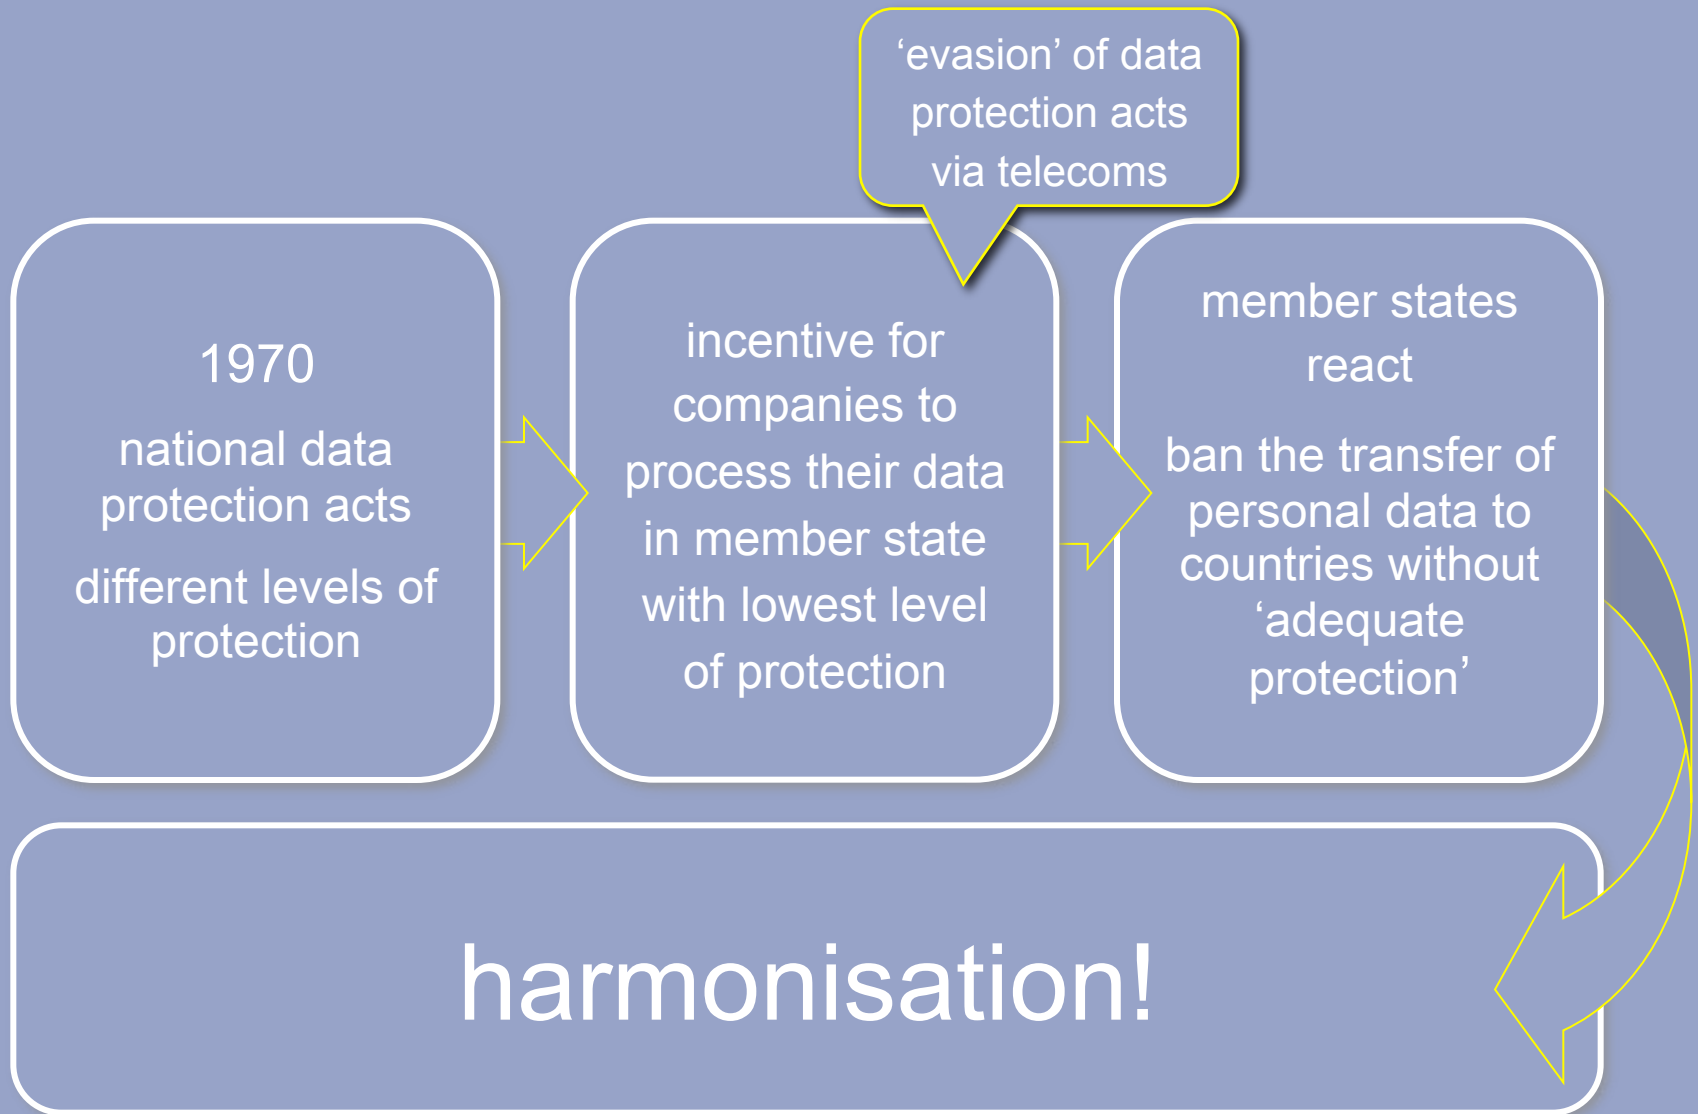 ‘evasion’ of data
protection acts
via telecoms
1970
national data
protection acts
different levels of
protection
incentive for
companies to
process their data
in member state
with lowest level
of protection
member states
react
ban the transfer of
personal data to
countries without
‘adequate
protection’
harmonisation!